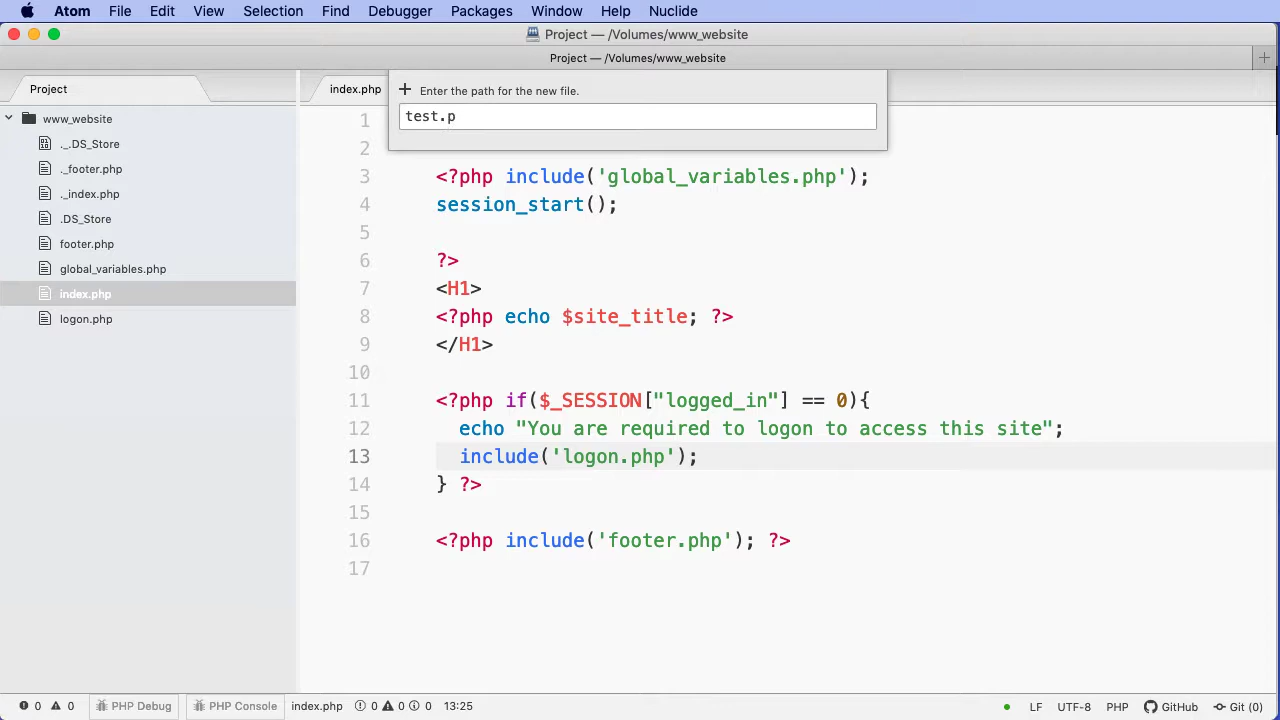 Atom File Edit View Selection Find Debugger Packages Window Help Nuclide
Project — /Volumes/www_website
Project — /Volumes/www_website
Project
index.php
Enter the path for the new file.
test.p
www_website
._.DS_Store
._footer.php
._index.php
.DS_Store
footer.php
global_variables.php
index.php
logon.php
1
2
3 <?php include('global_variables.php');
4 session_start();
5
6 ?>
7 <H1>
8 <?php echo $site_title; ?>
9 </H1>
10
11 <?php if($_SESSION["logged_in"] == 0){
12 echo "You are required to logon to access this site";
13 include('logon.php');
14 } ?>
15
16 <?php include('footer.php'); ?>
17
0 0 PHP Debug PHP Console index.php 0 0 0 13:25 LF UTF-8 PHP GitHub Git (0)